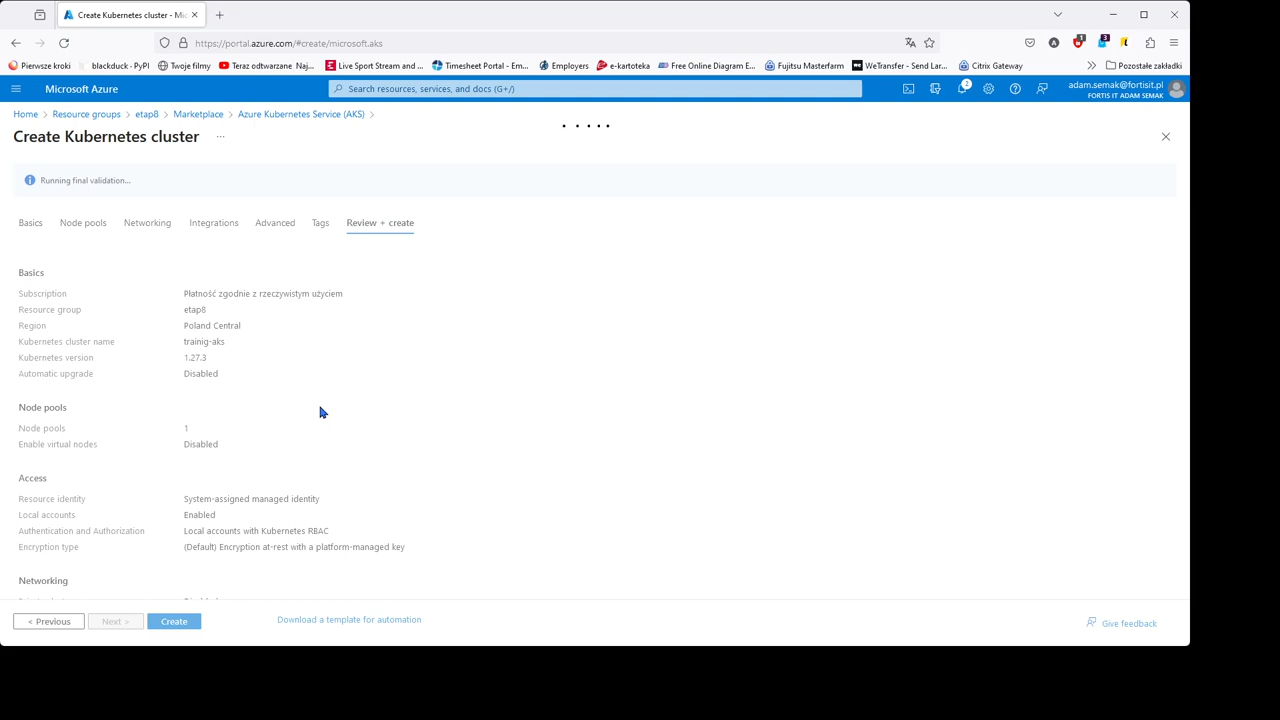 Create Kubernetes cluster - Mic
https://portal.azure.com/#create/microsoft.aks
Pierwsze kroki blackduck · PyPI Twoje filmy Teraz odtwarzane Naj... Live Sport Stream and ... Timesheet Portal - Em... Employers e-kartoteka Free Online Diagram E... Fujitsu Masterfarm WeTransfer - Send Lar... Citrix Gateway Pozostałe zakładki
Microsoft Azure Search resources, services, and docs (G+/) 2 adam.semak@fortisit.pl
FORTIS IT ADAM SEMAK
Home > Resource groups > etap8 > Marketplace > Azure Kubernetes Service (AKS) >
Create Kubernetes cluster ...
Running final validation...
Basics Node pools Networking Integrations Advanced Tags Review + create
Basics
Subscription Płatność zgodnie z rzeczywistym użyciem
Resource group etap8
Region Poland Central
Kubernetes cluster name trainig-aks
Kubernetes version 1.27.3
Automatic upgrade Disabled
Node pools
Node pools 1
Enable virtual nodes Disabled
Access
Resource identity System-assigned managed identity
Local accounts Enabled
Authentication and Authorization Local accounts with Kubernetes RBAC
Encryption type (Default) Encryption at-rest with a platform-managed key
Networking
< Previous Next > Create Download a template for automation Give feedback